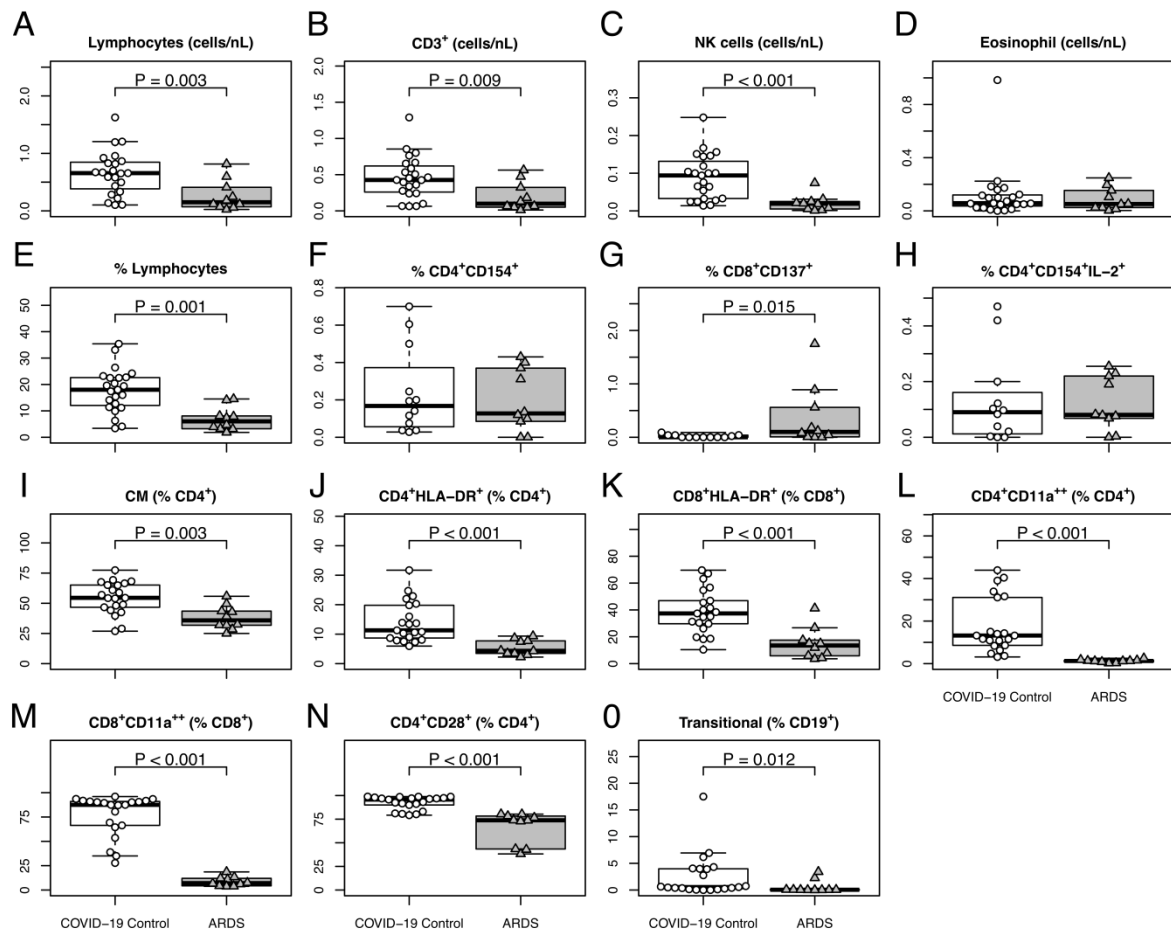 A
Lymphocytes (cells/nL)
P = 0.003
0.0
1.0
2.0
B
CD3⁺ (cells/nL)
P = 0.009
0.0
0.5
1.0
1.5
2.0
C
NK cells (cells/nL)
P < 0.001
0.0
0.1
0.2
0.3
D
Eosinophil (cells/nL)
0.0
0.4
0.8
E
% Lymphocytes
P = 0.001
0
10
20
30
40
50
F
% CD4⁺CD154⁺
0.0
0.2
0.4
0.6
0.8
G
% CD8⁺CD137⁺
P = 0.015
0.0
1.0
2.0
H
% CD4⁺CD154⁺IL−2⁺
0.0
0.2
0.4
I
CM (% CD4⁺)
P = 0.003
0
25
50
75
100
J
CD4⁺HLA−DR⁺ (% CD4⁺)
P < 0.001
0
10
20
30
40
50
K
CD8⁺HLA−DR⁺ (% CD8⁺)
P < 0.001
0
20
40
60
80
L
CD4⁺CD11a⁺⁺ (% CD4⁺)
P < 0.001
0
20
40
60
COVID−19 Control
ARDS
M
CD8⁺CD11a⁺⁺ (% CD8⁺)
P < 0.001
0
25
75
COVID−19 Control
ARDS
N
CD4⁺CD28⁺ (% CD4⁺)
P < 0.001
0
25
75
COVID−19 Control
ARDS
0
Transitional (% CD19⁺)
P = 0.012
0
5
10
15
20
25
COVID−19 Control
ARDS